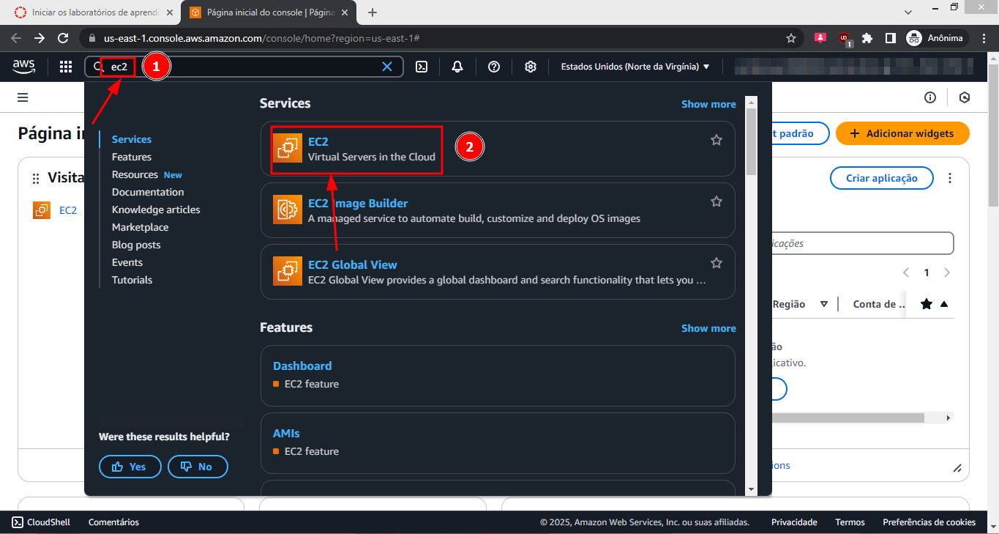 Iniciar os laboratórios de aprendi
Página inicial do console | Página
us-east-1.console.aws.amazon.com/console/home?region=us-east-1#
UD
1
Anônima
aws
ec2
1
Estados Unidos (Norte da Virgínia)
Página i
t padrão
Adicionar widgets
Visita
EC2
Criar aplicação
icações
1
Região
Conta de ...
ão
licativo.
ions
Services
Features
Resources New
Documentation
Knowledge articles
Marketplace
Blog posts
Events
Tutorials
Were these results helpful?
Yes
No
Services
Show more
EC2
Virtual Servers in the Cloud
2
EC2 Image Builder
A managed service to automate build, customize and deploy OS images
EC2 Global View
EC2 Global View provides a global dashboard and search functionality that lets you ...
Features
Show more
Dashboard
EC2 feature
AMIs
EC2 feature
CloudShell
Comentários
© 2025, Amazon Web Services, Inc. ou suas afiliadas.
Privacidade
Termos
Preferências de cookies